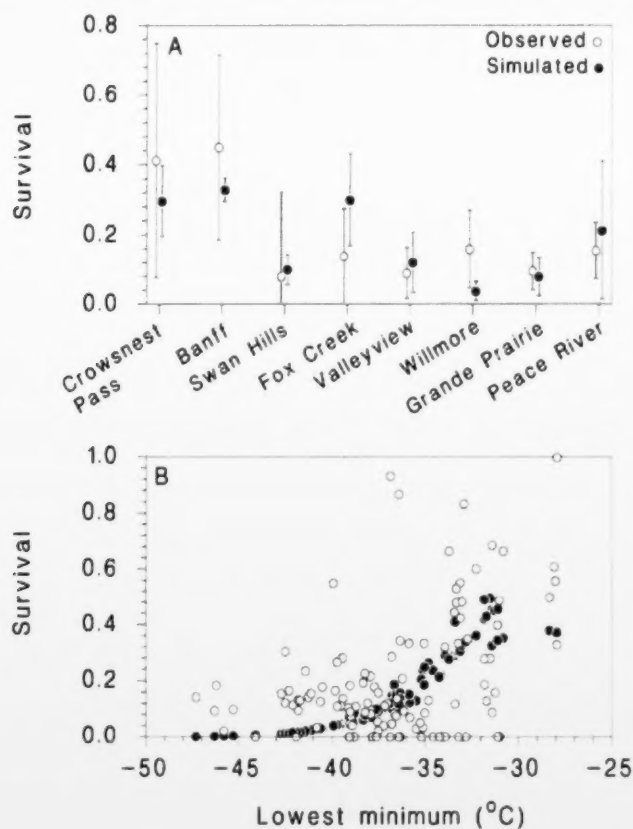 0.8
A
Observed
Simulated
0.6
Survival
0.4
0.2
0.0
Crowsnest
Pass
Banff
Swan Hills
Fox Creek
Valleyview
Willmore
Grande Prairie
Peace River
1.0
B
0.8
Survival
0.6
0.4
0.2
0.0
−50
−45
−40
−35
−30
−25
Lowest minimum (°C)